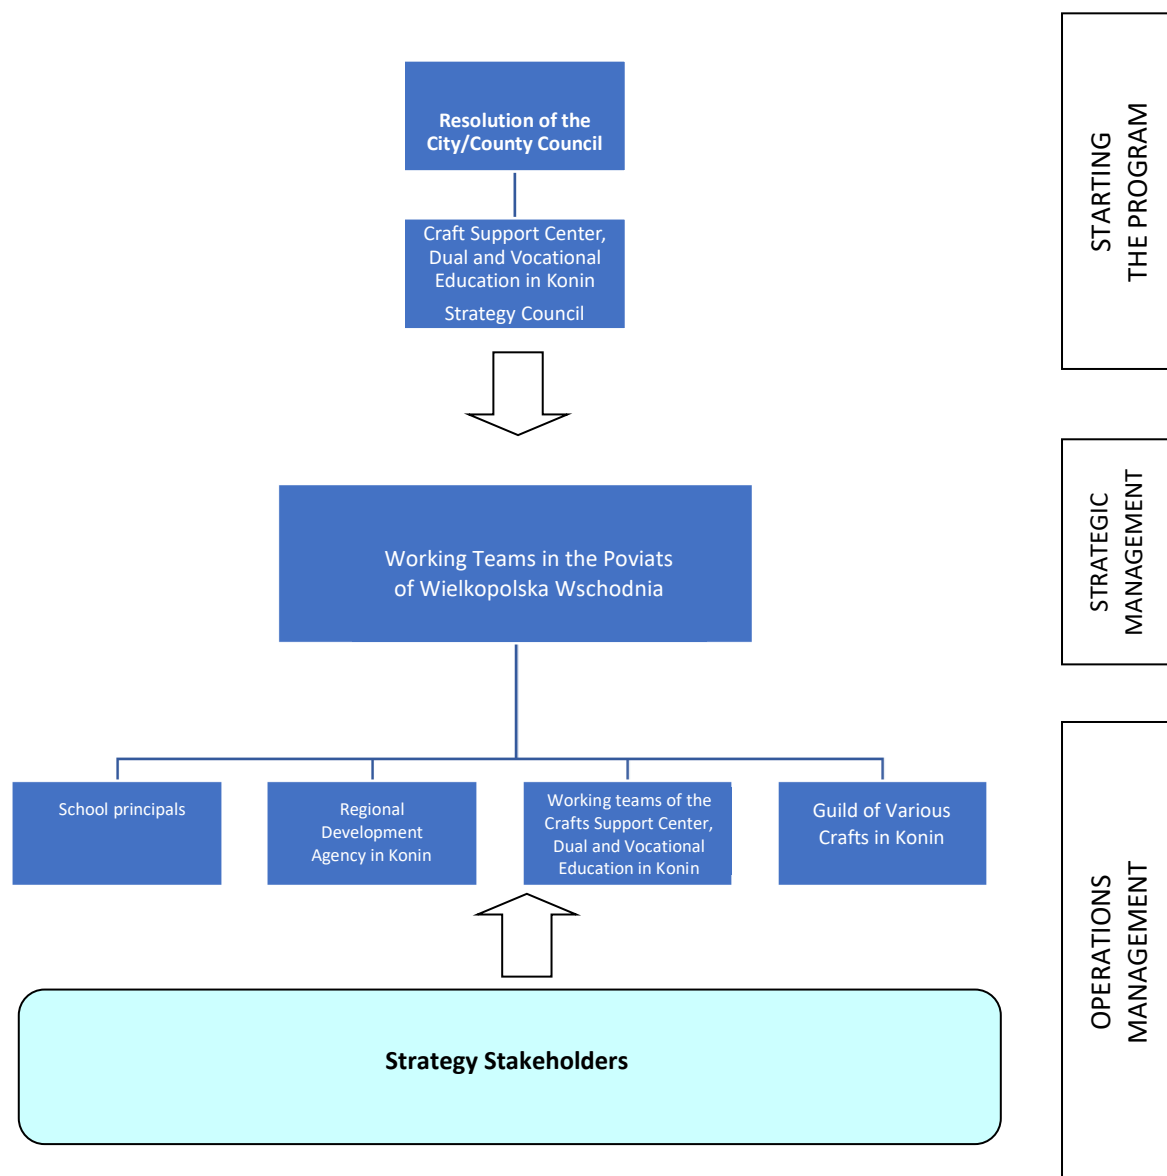 Resolution of the
City/County Council
STARTING
THE PROGRAM
Craft Support Center,
Dual and Vocational
Education in Konin
Strategy Council
Working Teams in the Poviats
of Wielkopolska Wschodnia
STRATEGIC
MANAGEMENT
School principals
Regional
Development
Agency in Konin
Working teams of the
Crafts Support Center,
Dual and Vocational
Education in Konin
Guild of Various
Crafts in Konin
OPERATIONS
MANAGEMENT
Strategy Stakeholders